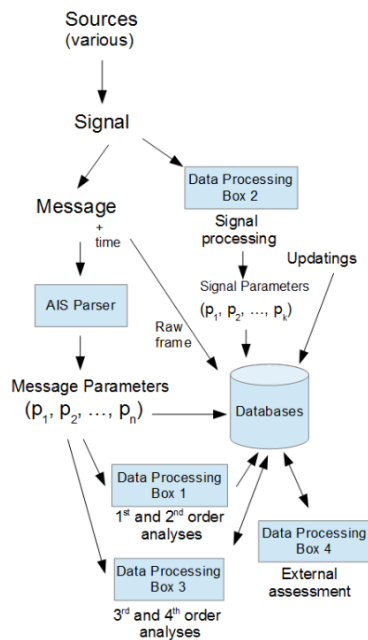 Sources
(various)
Signal
Data Processing
Box 2
Message
+
time
Signal
processing
Updatings
AIS Parser
Signal Parameters
(p₁, p₂, ..., pₖ)
Raw
frame
Message Parameters
(p₁, p₂, ..., pₙ)
Databases
Data Processing
Box 1
1ˢᵗ and 2ⁿᵈ order
analyses
Data Processing
Box 4
External
assessment
Data Processing
Box 3
3ʳᵈ and 4ᵗʰ order
analyses